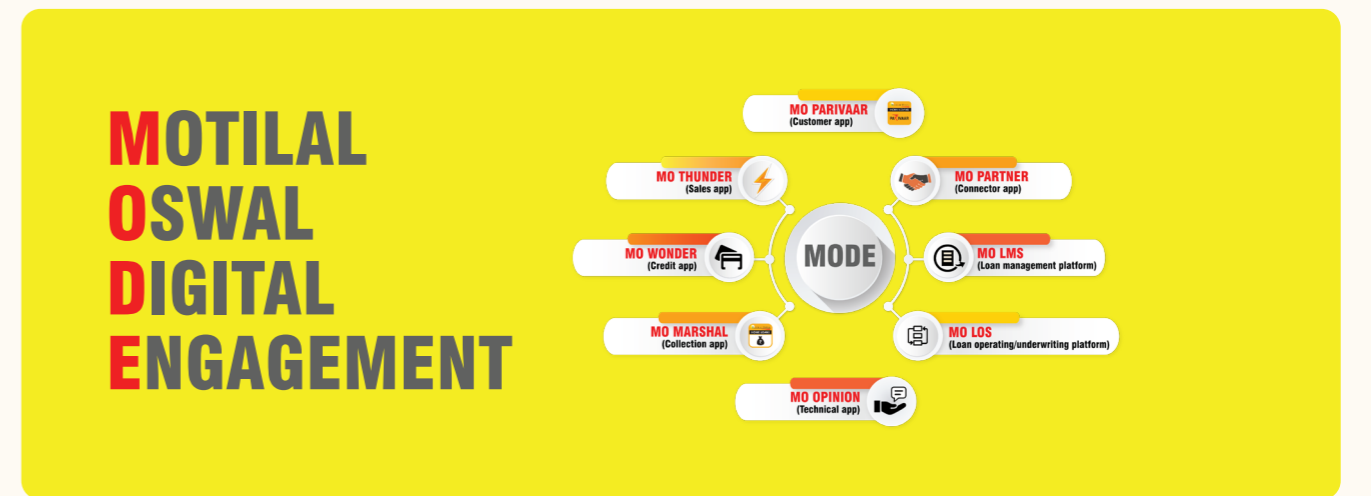 MOTILAL
OSWAL
DIGITAL
ENGAGEMENT
MO PARIVAAR
(Customer app)
MO THUNDER
(Sales app)
MO PARTNER
(Connector app)
MO WONDER
(Credit app)
MODE
MO LMS
(Loan management platform)
MO MARSHAL
(Collection app)
MO LOS
(Loan operating/underwriting platform)
MO OPINION
(Technical app)